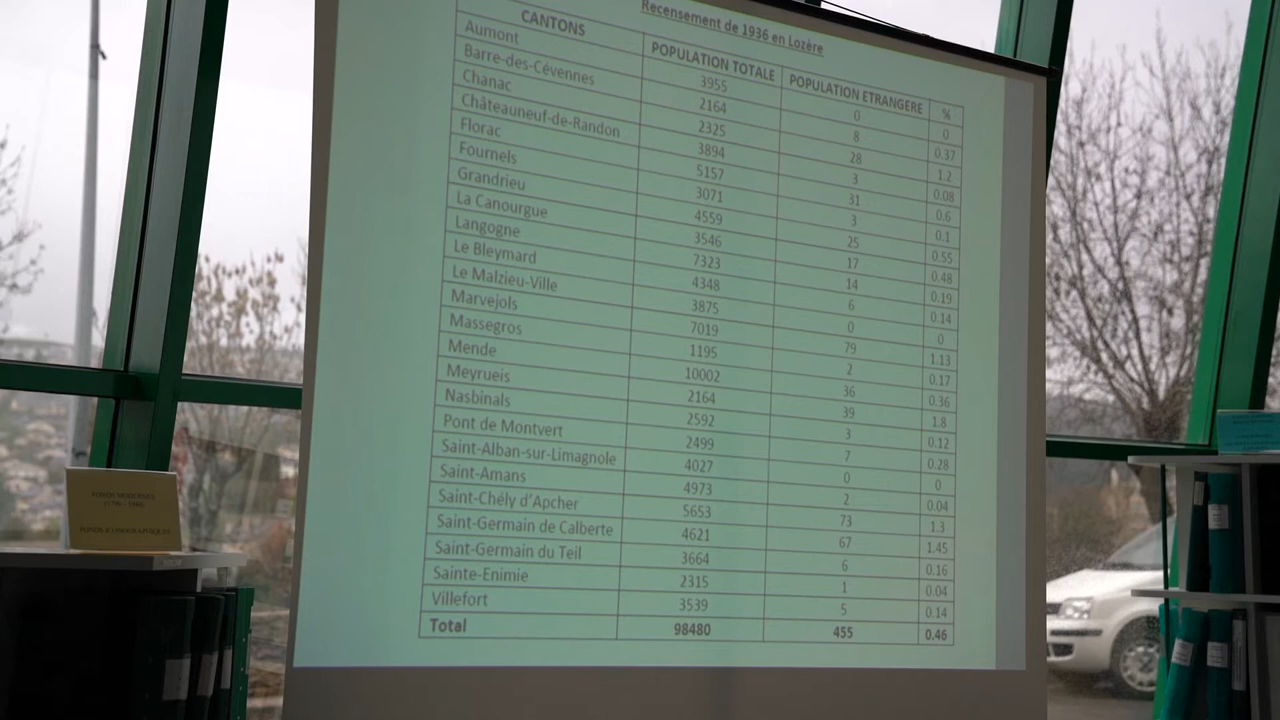 Recensement de 1936 en Lozère
CANTONS POPULATION TOTALE POPULATION ETRANGERE %
Aumont 3955 0 0
Barre-des-Cévennes 2164 8 0.37
Chanac 2325 28 1.2
Châteauneuf-de-Randon 3894 3 0.08
Florac 5157 31 0.6
Fournels 3071 3 0.1
Grandrieu 4559 25 0.55
La Canourgue 3546 17 0.48
Langogne 7323 14 0.19
Le Bleymard 4348 6 0.14
Le Malzieu-Ville 3875 0 0
Marvejols 7019 79 1.13
Massegros 1195 2 0.17
Mende 10002 36 0.36
Meyrueis 2164 39 1.8
Nasbinals 2592 3 0.12
Pont de Montvert 2499 7 0.28
Saint-Alban-sur-Limagnole 4027 0 0
Saint-Amans 4973 2 0.04
Saint-Chély d'Apcher 5653 73 1.3
Saint-Germain de Calberte 4621 67 1.45
Saint-Germain du Teil 3664 6 0.16
Sainte-Enimie 2315 1 0.04
Villefort 3539 5 0.14
Total 98480 455 0.46
FONDS MODERNES
FONDS ICONOGRAPHIQUES